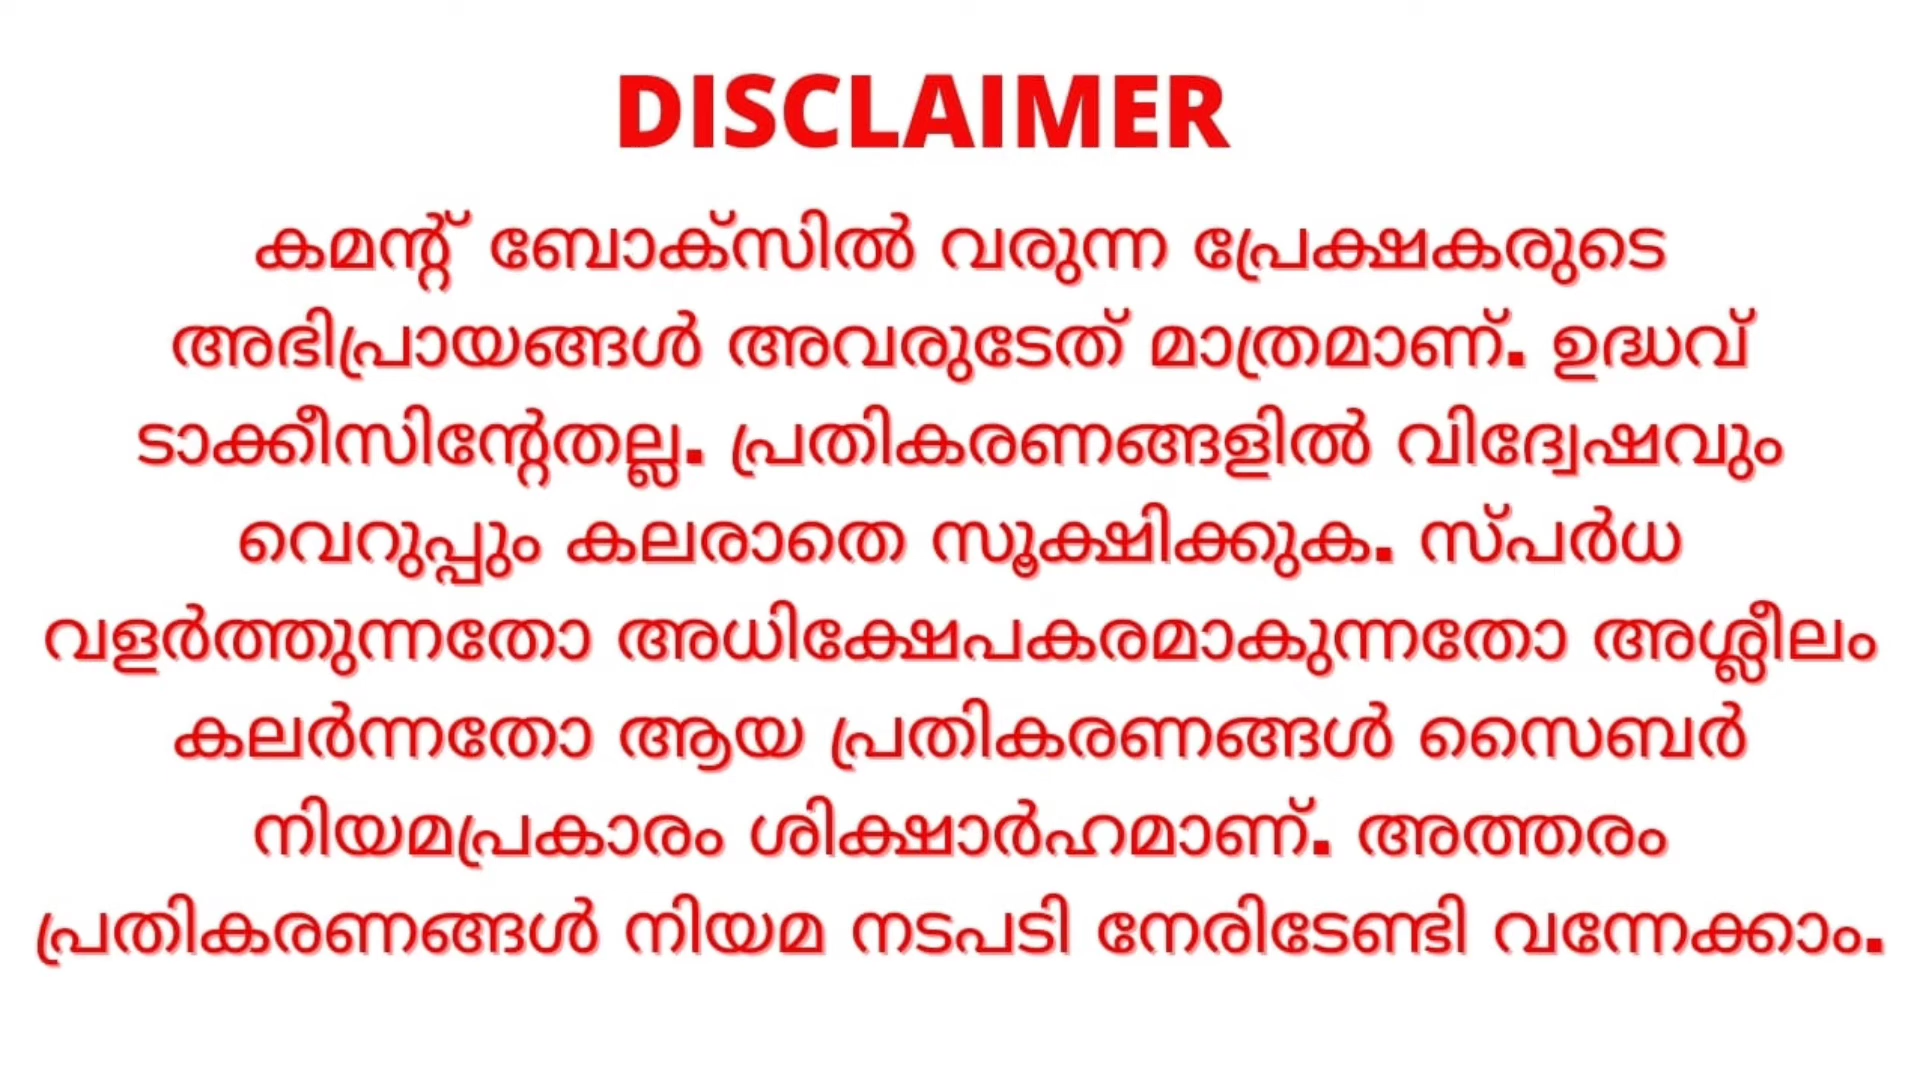 DISCLAIMER
കമന്റ് ബോക്സിൽ വരുന്ന പ്രേക്ഷകരുടെ
അഭിപ്രായങ്ങൾ അവരുടേത് മാത്രമാണ്. ഉദ്ധവ്
ടാക്കീസിന്റേതല്ല. പ്രതികരണങ്ങളിൽ വിദ്വേഷവും
വെറുപ്പും കലരാതെ സൂക്ഷിക്കുക. സ്പർധ
വളർത്തുന്നതോ അധിക്ഷേപകരമാകുന്നതോ അശ്ലീലം
കലർന്നതോ ആയ പ്രതികരണങ്ങൾ സൈബർ
നിയമപ്രകാരം ശിക്ഷാർഹമാണ്. അത്തരം
പ്രതികരണങ്ങൾ നിയമ നടപടി നേരിടേണ്ടി വന്നേക്കാം.